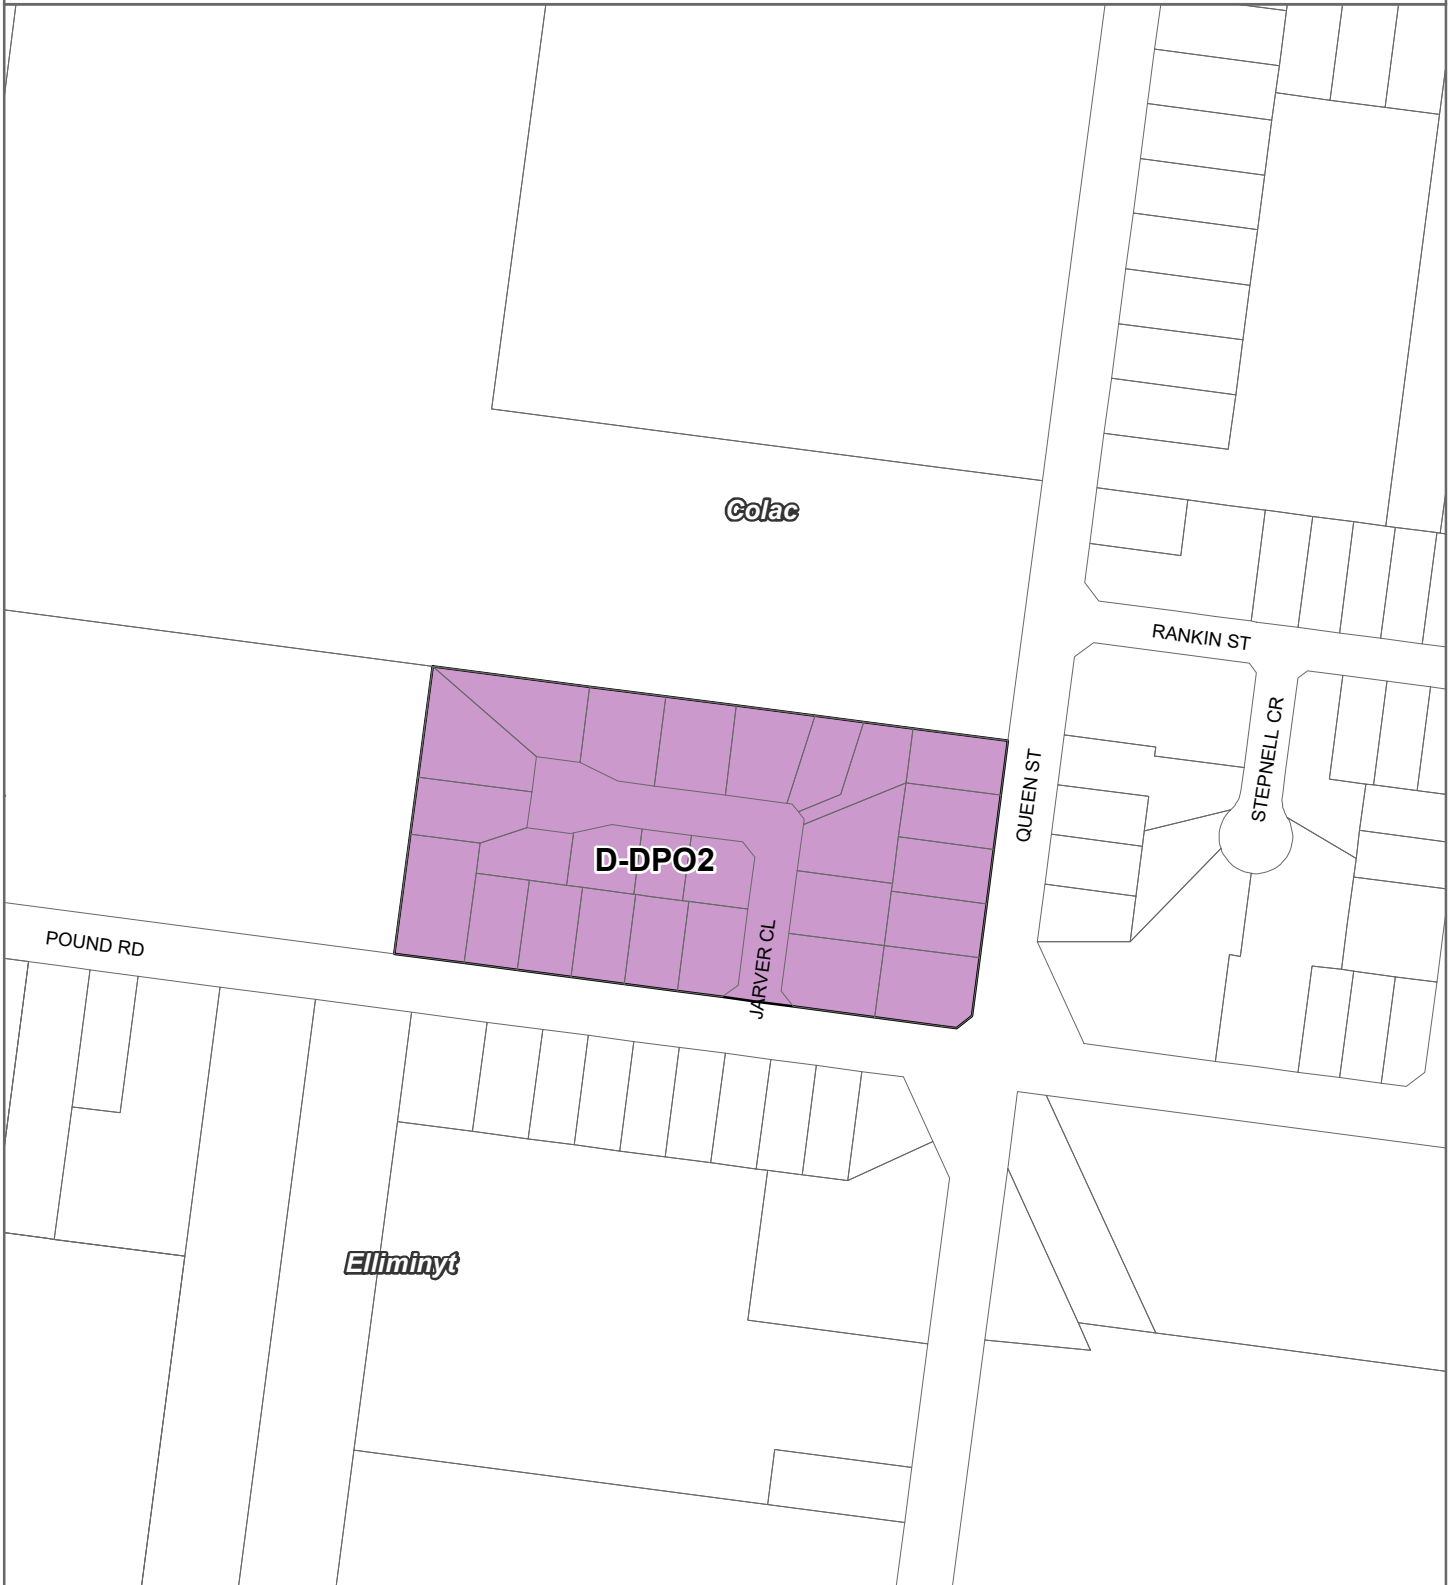 Colac
RANKIN ST
STEPNELL CR
QUEEN ST
D-DPO2
JARVER CL
POUND RD
Elliminyt